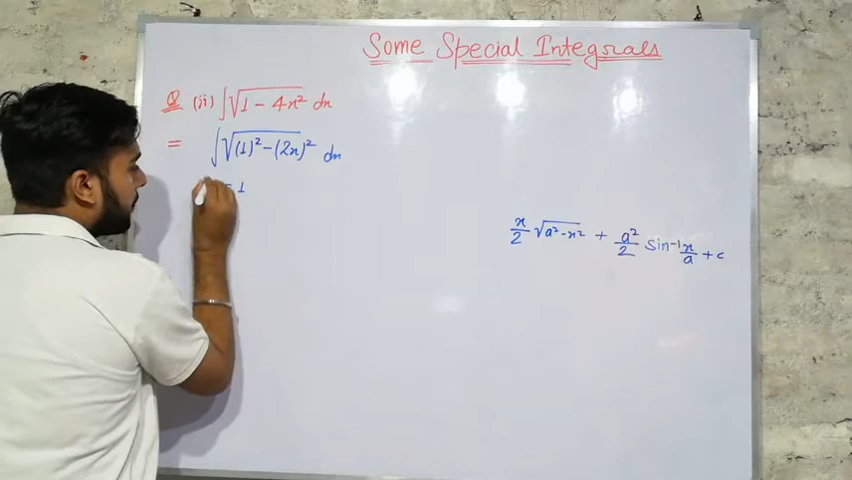 Some Special Integrals
Q (ii) ∫√(1 - 4x²) dx
= ∫√((1)² - (2x)²) dx
= 1
x/2 √(a² - x²) + a²/2 sin⁻¹ x/a + c